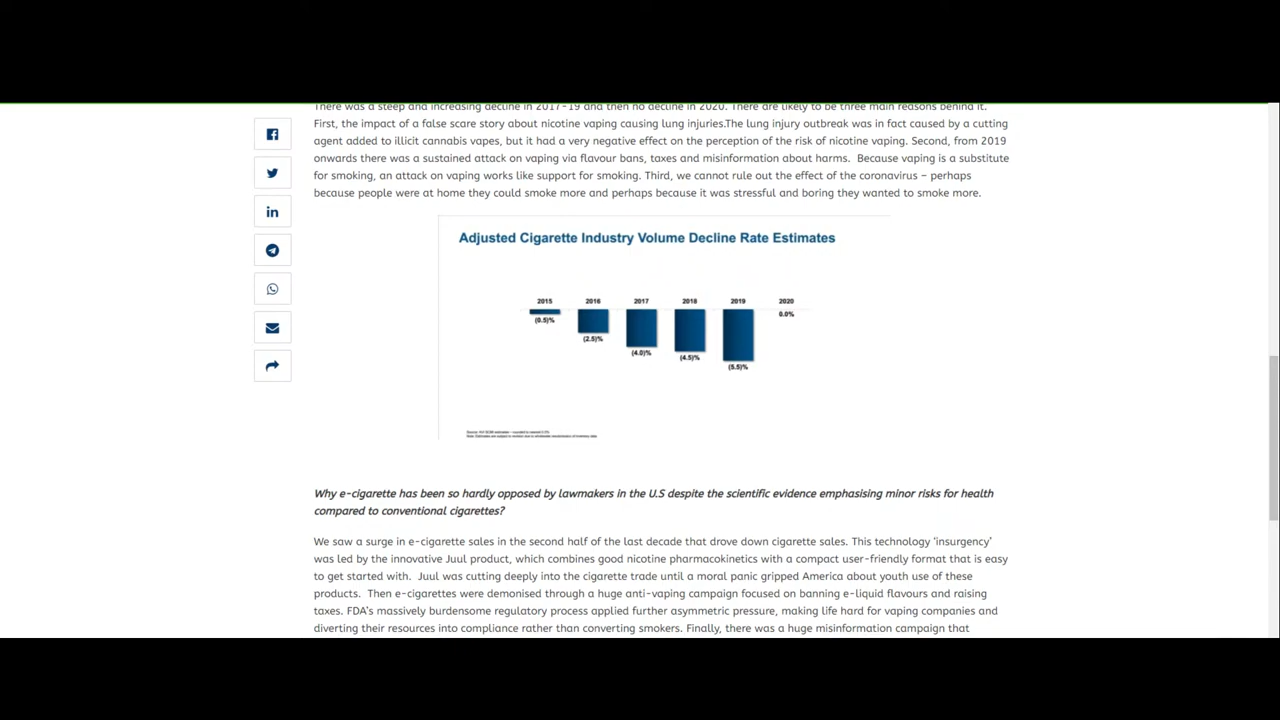 There was a steep and increasing decline in 2017-19 and then no decline in 2020. There are likely to be three main reasons behind it.
First, the impact of a false scare story about nicotine vaping causing lung injuries.The lung injury outbreak was in fact caused by a cutting
agent added to illicit cannabis vapes, but it had a very negative effect on the perception of the risk of nicotine vaping. Second, from 2019
onwards there was a sustained attack on vaping via flavour bans, taxes and misinformation about harms.  Because vaping is a substitute
for smoking, an attack on vaping works like support for smoking. Third, we cannot rule out the effect of the coronavirus – perhaps
because people were at home they could smoke more and perhaps because it was stressful and boring they wanted to smoke more.
Adjusted Cigarette Industry Volume Decline Rate Estimates
2015 2016 2017 2018 2019 2020
(0.5)% (2.5)% (4.0)% (4.5)% (5.5)% 0.0%
Why e-cigarette has been so hardly opposed by lawmakers in the U.S despite the scientific evidence emphasising minor risks for health
compared to conventional cigarettes?
We saw a surge in e-cigarette sales in the second half of the last decade that drove down cigarette sales. This technology ‘insurgency’
was led by the innovative Juul product, which combines good nicotine pharmacokinetics with a compact user-friendly format that is easy
to get started with.  Juul was cutting deeply into the cigarette trade until a moral panic gripped America about youth use of these
products.  Then e-cigarettes were demonised through a huge anti-vaping campaign focused on banning e-liquid flavours and raising
taxes. FDA’s massively burdensome regulatory process applied further asymmetric pressure, making life hard for vaping companies and
diverting their resources into compliance rather than converting smokers. Finally, there was a huge misinformation campaign that